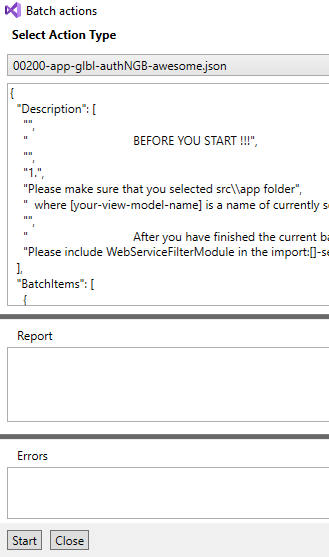 Batch actions
Select Action Type
00200-app-glbl-authNGB-awesome.json
{
"Description": [
"",
" BEFORE YOU START !!!",
"",
"1.",
"Please make sure that you selected src\\app folder",
" where [your-view-model-name] is a name of currently
"",
" After you have finished the current
"Please include WebServiceFilterModule in the import:[]-
],
"BatchItems": [
{
Report
Errors
Start Close